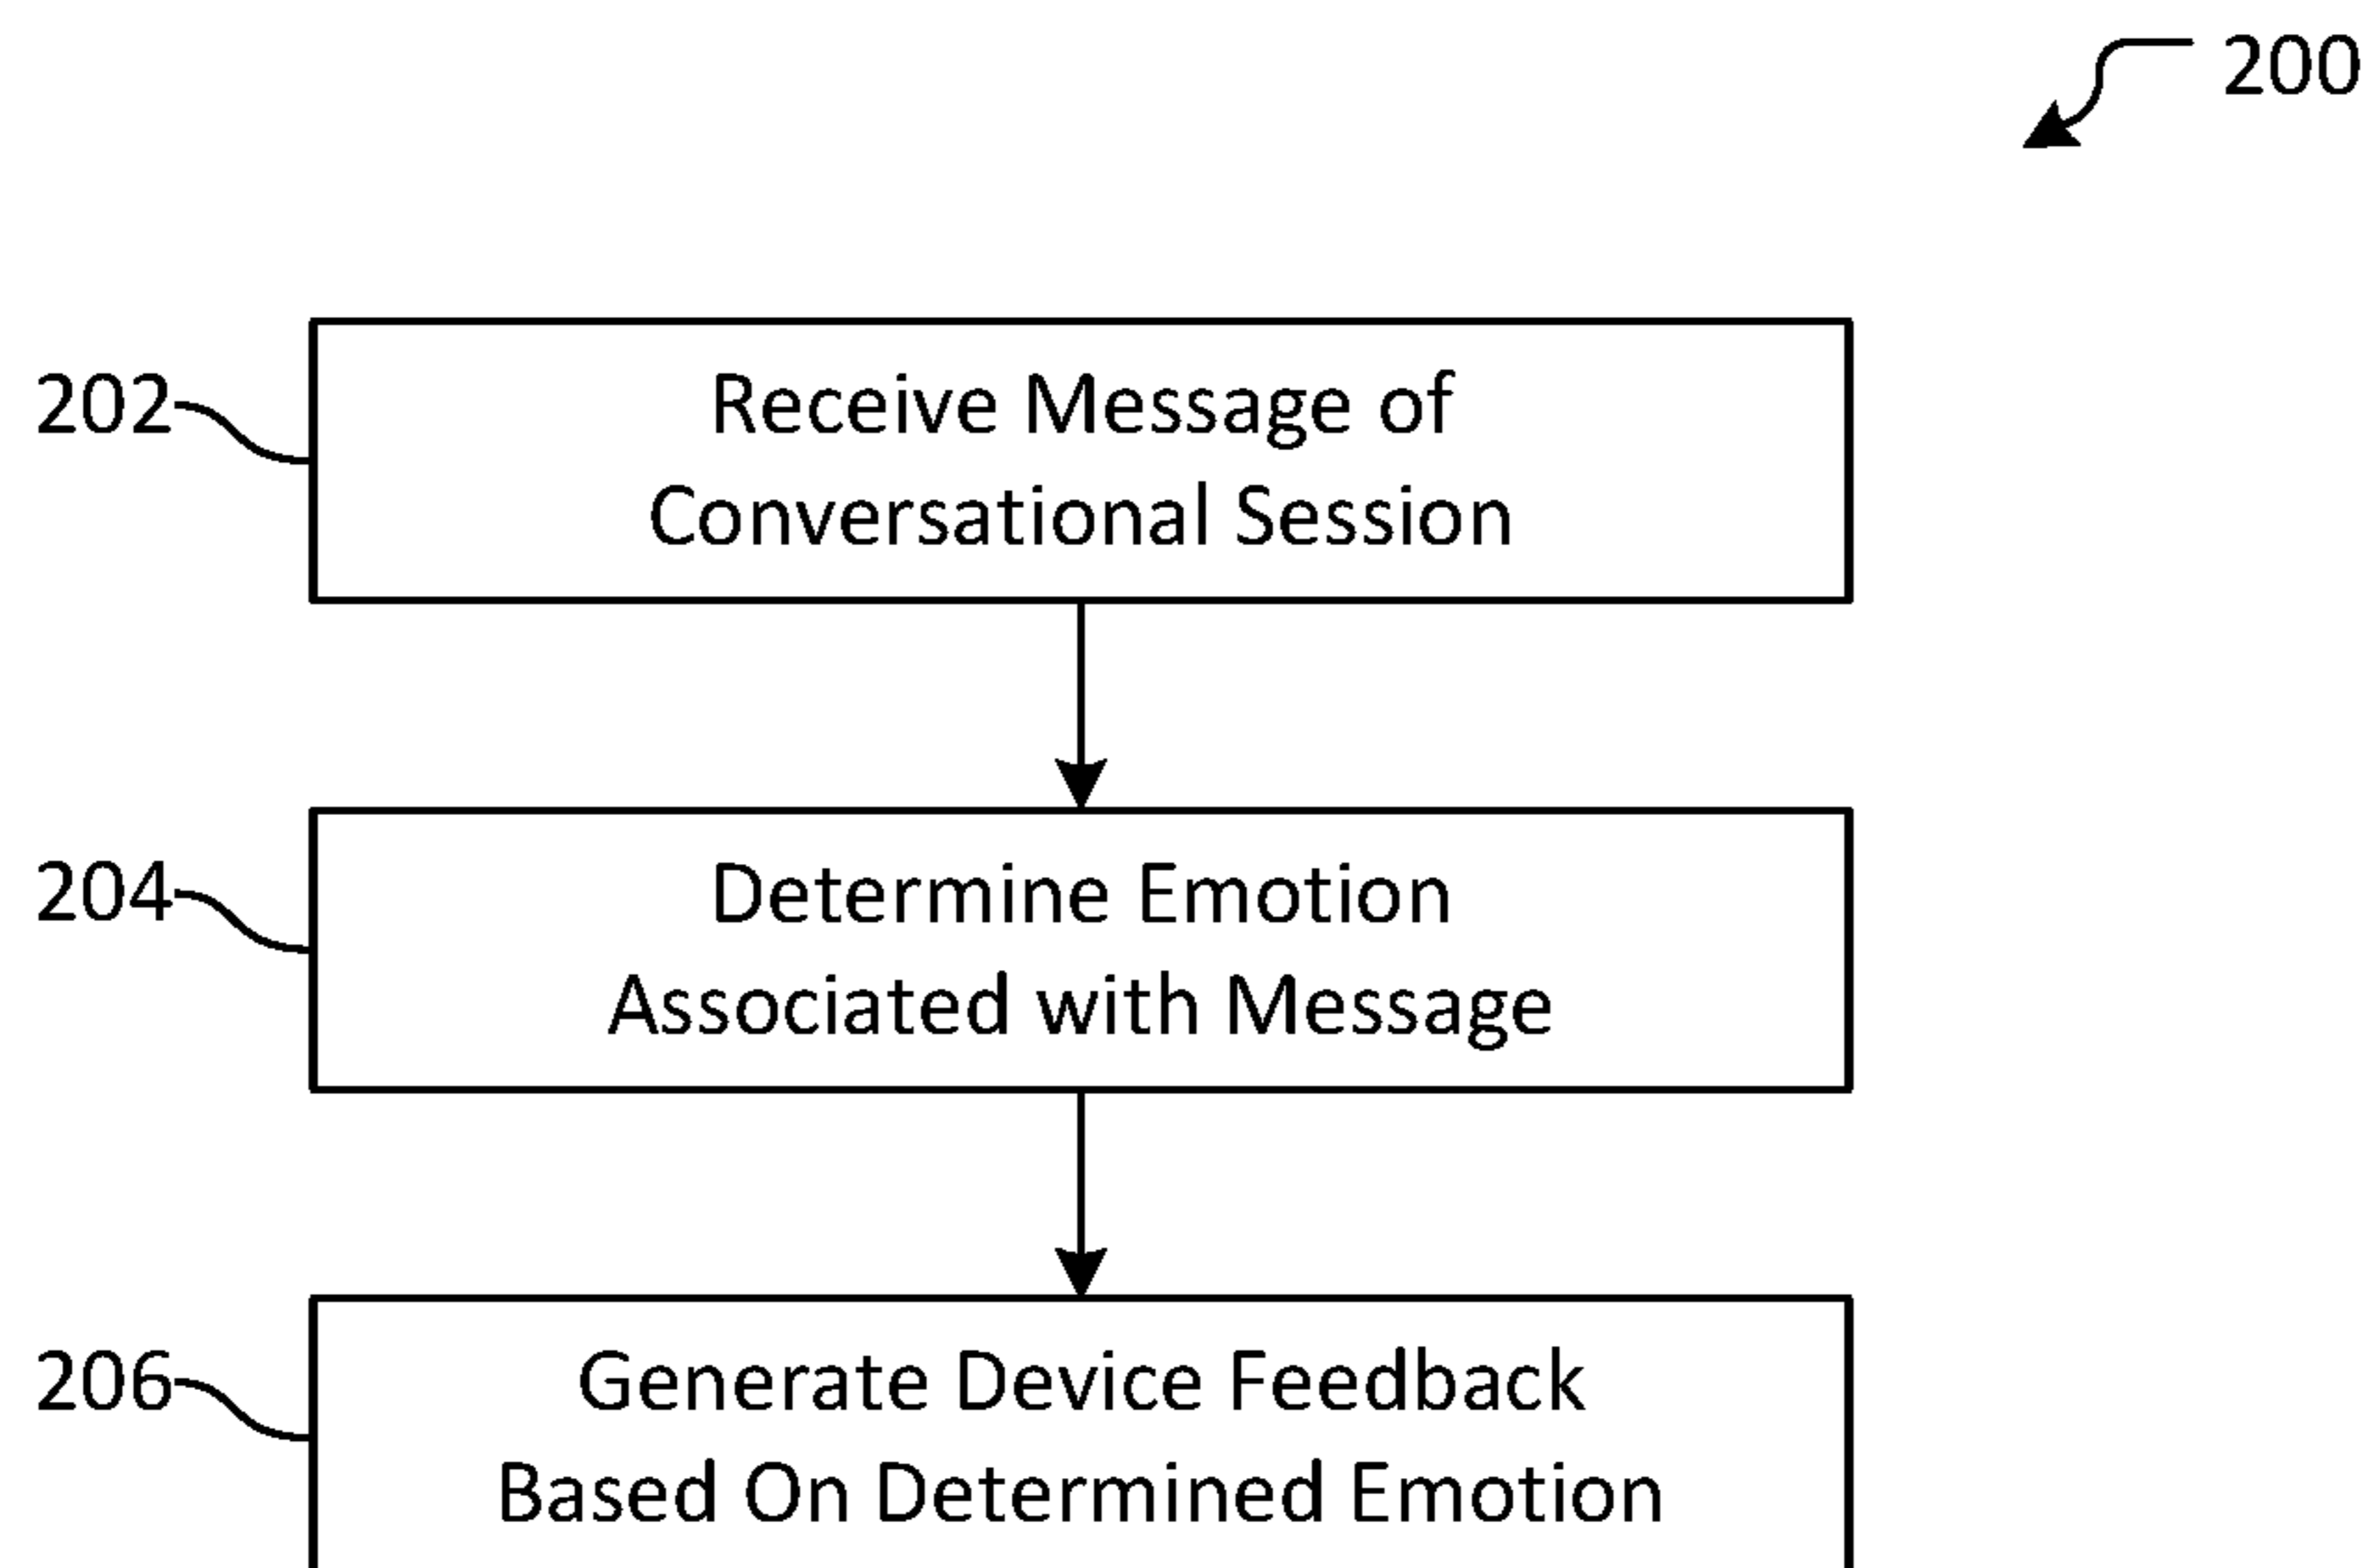 200
202
Receive Message of
Conversational Session
204
Determine Emotion
Associated with Message
206
Generate Device Feedback
Based On Determined Emotion